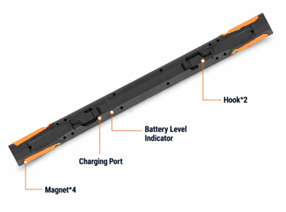 Hook*2
Battery Level
Indicator
Charging Port
Magnet*4